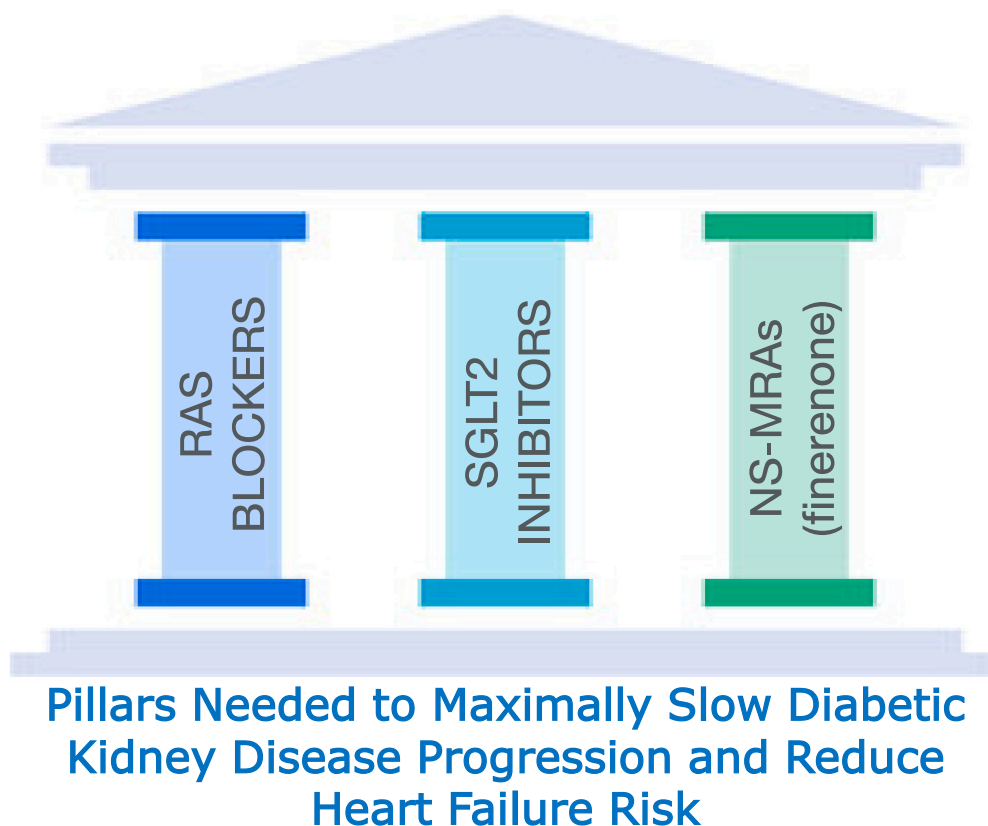 RAS
BLOCKERS
SGLT2
INHIBITORS
NS-MRAs
(finerenone)
Pillars Needed to Maximally Slow Diabetic
Kidney Disease Progression and Reduce
Heart Failure Risk